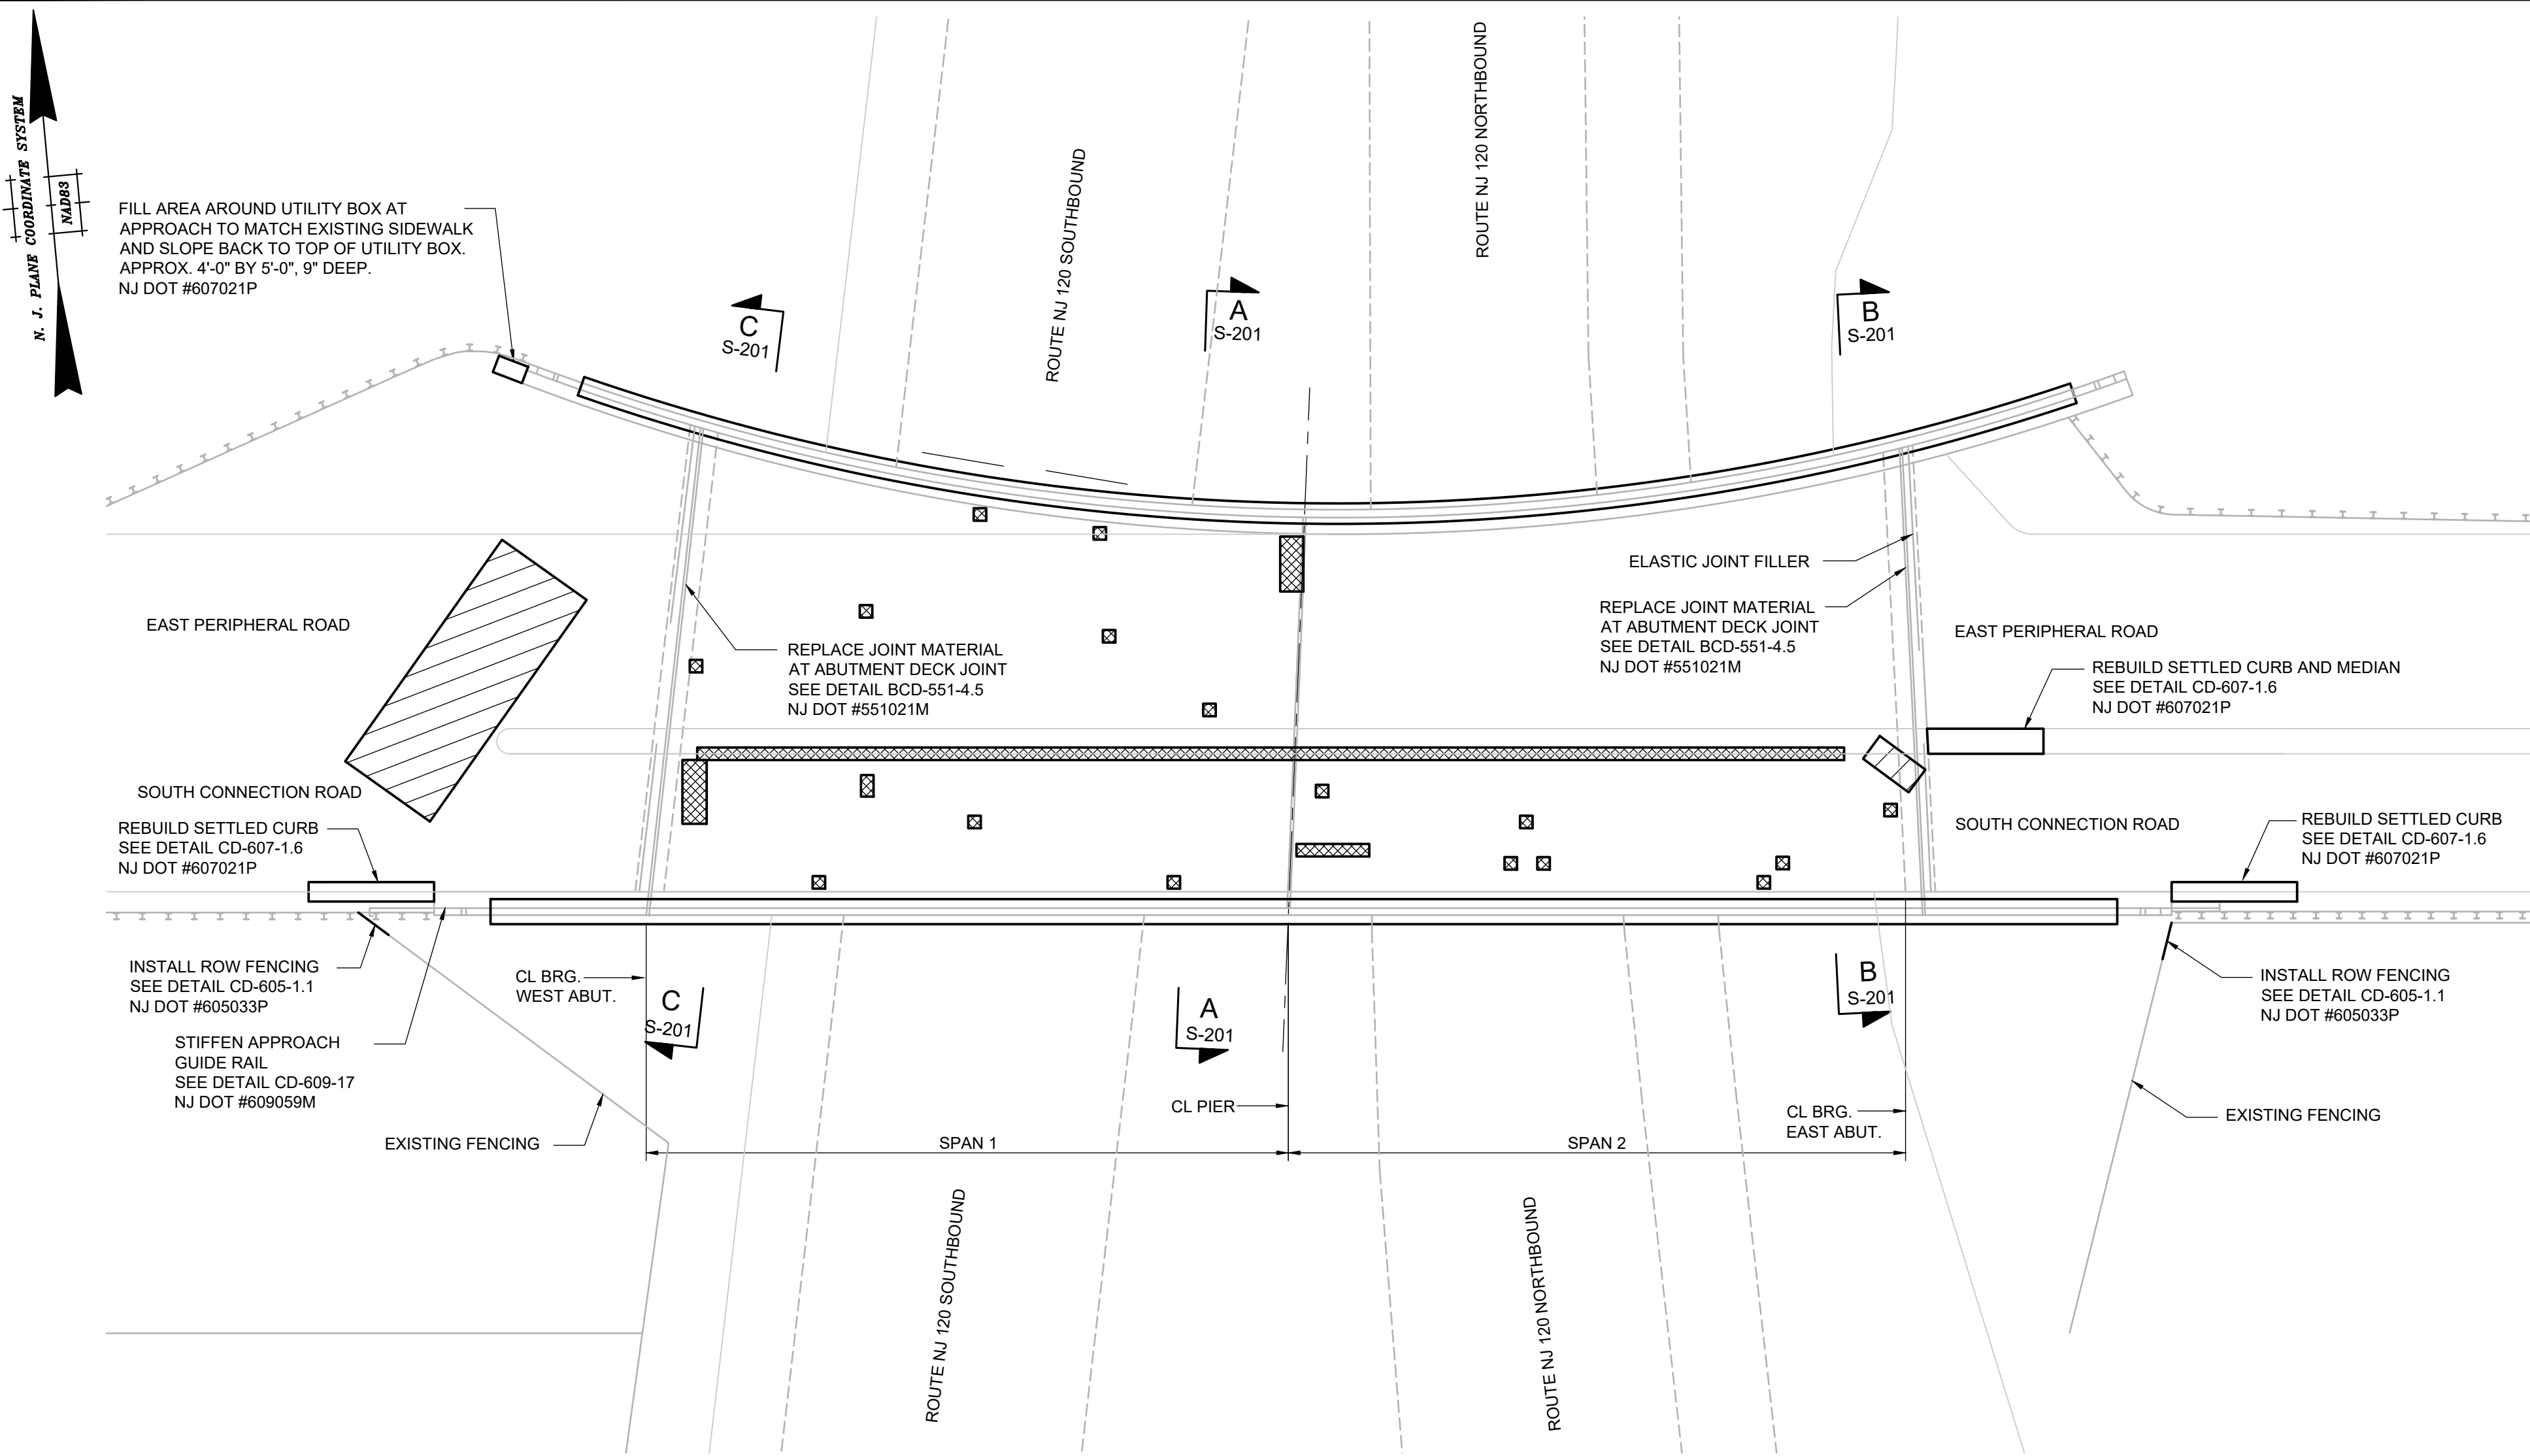 N. J. PLANE COORDINATE SYSTEM
NAD83
FILL AREA AROUND UTILITY BOX AT
APPROACH TO MATCH EXISTING SIDEWALK
AND SLOPE BACK TO TOP OF UTILITY BOX.
APPROX. 4'-0" BY 5'-0", 9" DEEP.
NJ DOT #607021P
ROUTE NJ 120 SOUTHBOUND
ROUTE NJ 120 NORTHBOUND
C
S-201
A
S-201
B
S-201
EAST PERIPHERAL ROAD
REPLACE JOINT MATERIAL
AT ABUTMENT DECK JOINT
SEE DETAIL BCD-551-4.5
NJ DOT #551021M
ELASTIC JOINT FILLER
REPLACE JOINT MATERIAL
AT ABUTMENT DECK JOINT
SEE DETAIL BCD-551-4.5
NJ DOT #551021M
EAST PERIPHERAL ROAD
REBUILD SETTLED CURB AND MEDIAN
SEE DETAIL CD-607-1.6
NJ DOT #607021P
SOUTH CONNECTION ROAD
REBUILD SETTLED CURB
SEE DETAIL CD-607-1.6
NJ DOT #607021P
SOUTH CONNECTION ROAD
REBUILD SETTLED CURB
SEE DETAIL CD-607-1.6
NJ DOT #607021P
INSTALL ROW FENCING
SEE DETAIL CD-605-1.1
NJ DOT #605033P
STIFFEN APPROACH
GUIDE RAIL
SEE DETAIL CD-609-17
NJ DOT #609059M
EXISTING FENCING
CL BRG.
WEST ABUT.
C
S-201
A
S-201
B
S-201
CL PIER
CL BRG.
EAST ABUT.
SPAN 1
SPAN 2
INSTALL ROW FENCING
SEE DETAIL CD-605-1.1
NJ DOT #605033P
EXISTING FENCING
ROUTE NJ 120 SOUTHBOUND
ROUTE NJ 120 NORTHBOUND